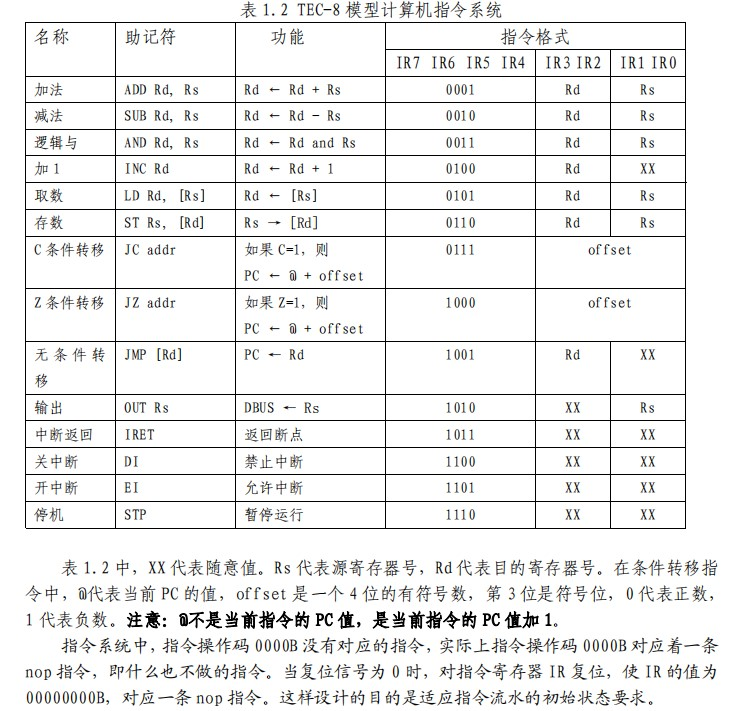 表 1.2 TEC-8 模型计算机指令系统
名称 助记符 功能 指令格式
IR7 IR6 IR5 IR4 IR3 IR2 IR1 IR0
加法 ADD Rd, Rs Rd ← Rd + Rs 0001 Rd Rs
减法 SUB Rd, Rs Rd ← Rd - Rs 0010 Rd Rs
逻辑与 AND Rd, Rs Rd ← Rd and Rs 0011 Rd Rs
加 1 INC Rd Rd ← Rd + 1 0100 Rd XX
取数 LD Rd, [Rs] Rd ← [Rs] 0101 Rd Rs
存数 ST Rs, [Rd] Rs → [Rd] 0110 Rd Rs
C 条件转移 JC addr 如果 C=1, 则 0111 offset
PC ← @ + offset
Z 条件转移 JZ addr 如果 Z=1, 则 1000 offset
PC ← @ + offset
无条件转 JMP [Rd] PC ← Rd 1001 Rd XX
移
输出 OUT Rs DBUS ← Rs 1010 XX Rs
中断返回 IRET 返回断点 1011 XX XX
关中断 DI 禁止中断 1100 XX XX
开中断 EI 允许中断 1101 XX XX
停机 STP 暂停运行 1110 XX XX
表 1.2 中，XX 代表随意值。Rs 代表源寄存器号，Rd 代表目的寄存器号。在条件转移指
令中，@代表当前 PC 的值，offset 是一个 4 位的有符号数，第 3 位是符号位，0 代表正数，
1 代表负数。注意：@不是当前指令的 PC 值，是当前指令的 PC 值加 1。
指令系统中，指令操作码 0000B 没有对应的指令，实际上指令操作码 0000B 对应着一条
nop 指令，即什么也不做的指令。当复位信号为 0 时，对指令寄存器 IR 复位，使 IR 的值为
00000000B，对应一条 nop 指令。这样设计的目的是适应指令流水的初始状态要求。